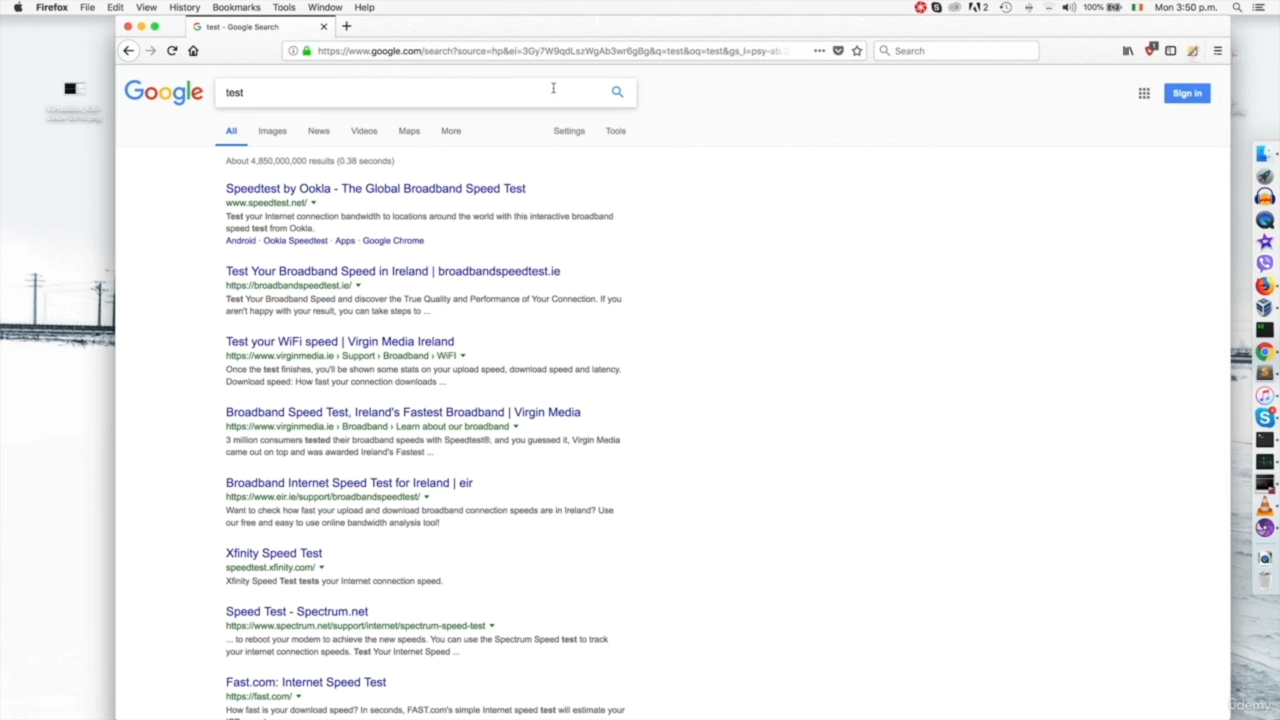 Firefox File Edit View History Bookmarks Tools Window Help 2 100% Mon 3:50 p.m.
test - Google Search
https://www.google.com/search?source=hp&ei=3Gy7W9qdLszWgAb3wr6gBg&q=test&oq=test&gs_l=psy-ab.3 Search
Google test Sign in
All Images News Videos Maps More Settings Tools
About 4,850,000,000 results (0.38 seconds)
Speedtest by Ookla - The Global Broadband Speed Test
www.speedtest.net/
Test your Internet connection bandwidth to locations around the world with this interactive broadband
speed test from Ookla.
Android · Ookla Speedtest · Apps · Google Chrome
Test Your Broadband Speed in Ireland | broadbandspeedtest.ie
https://broadbandspeedtest.ie/
Test Your Broadband Speed and discover the True Quality and Performance of Your Connection. If you
aren't happy with your result, you can take steps to ...
Test your WiFi speed | Virgin Media Ireland
https://www.virginmedia.ie › Support › Broadband › WiFI
Once the test finishes, you'll be shown some stats on your upload speed, download speed and latency.
Download speed: How fast your connection downloads ...
Broadband Speed Test, Ireland's Fastest Broadband | Virgin Media
https://www.virginmedia.ie › Broadband › Learn about our broadband
3 million consumers tested their broadband speeds with Speedtest®, and you guessed it, Virgin Media
came out on top and was awarded Ireland's Fastest ...
Broadband Internet Speed Test for Ireland | eir
https://www.eir.ie/support/broadbandspeedtest/
Want to check how fast your upload and download broadband connection speeds are in Ireland? Use
our free and easy to use online bandwidth analysis tool!
Xfinity Speed Test
speedtest.xfinity.com/
Xfinity Speed Test tests your Internet connection speed.
Speed Test - Spectrum.net
https://www.spectrum.net/support/internet/spectrum-speed-test
... to reboot your modem to achieve the new speeds. You can use the Spectrum Speed test to track
your internet connection speeds. Test Your Internet Speed ...
Fast.com: Internet Speed Test
https://fast.com/
How fast is your download speed? In seconds, FAST.com's simple Internet speed test will estimate your
udemy